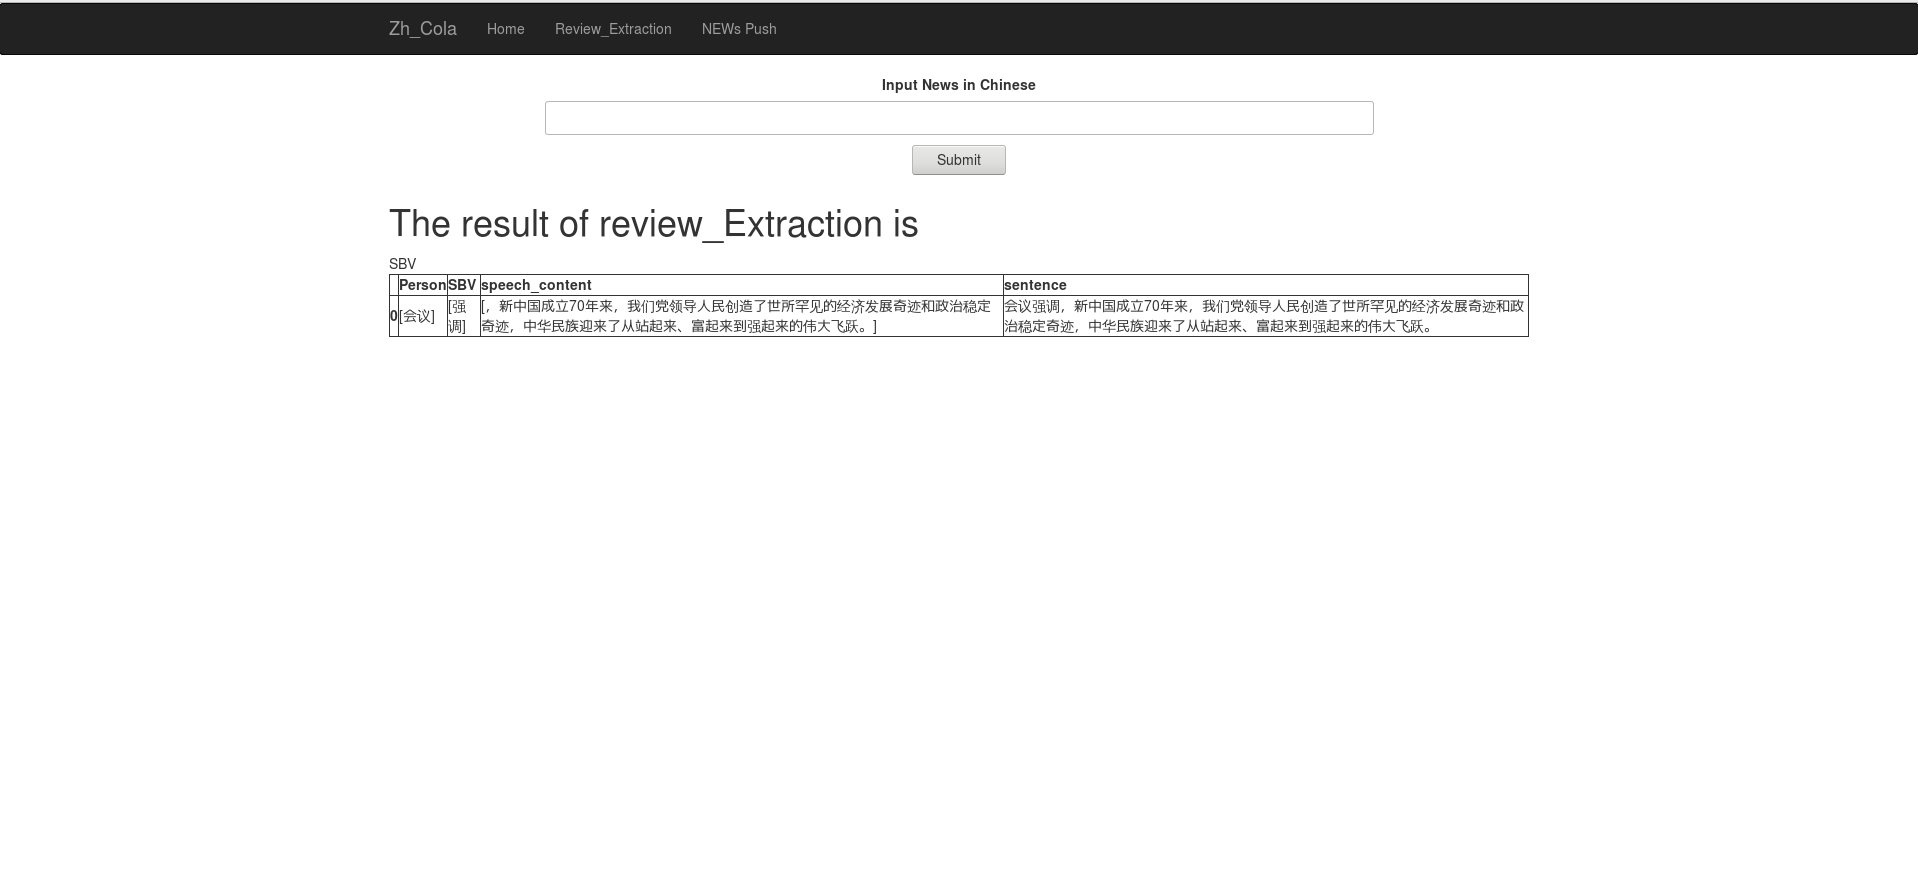 Zh_Cola Home Review_Extraction NEWs Push
Input News in Chinese
Submit
The result of review_Extraction is
SBV
Person SBV speech_content sentence
0 [会议] [强调] [，新中国成立70年来，我们党领导人民创造了世所罕见的经济发展奇迹和政治稳定奇迹，中华民族迎来了从站起来、富起来到强起来的伟大飞跃。] 会议强调，新中国成立70年来，我们党领导人民创造了世所罕见的经济发展奇迹和政治稳定奇迹，中华民族迎来了从站起来、富起来到强起来的伟大飞跃。